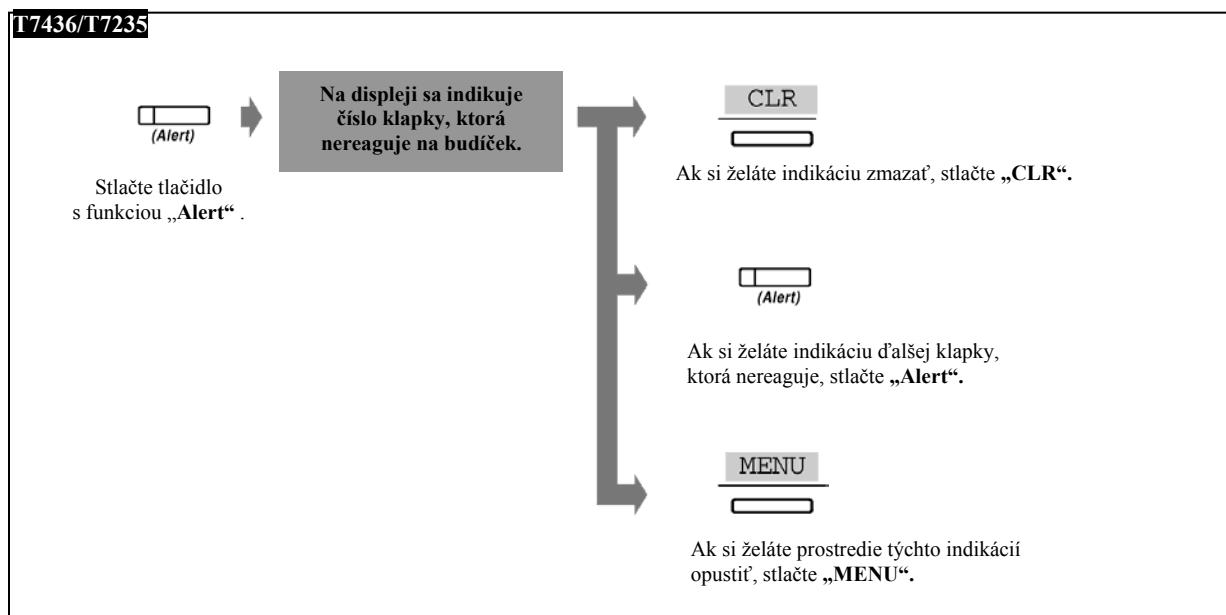 T7436/T7235
(Alert)
Stlačte tlačidlo
s funkciou „Alert“ .
Na displeji sa indikuje
číslo klapky, ktorá
nereaguje na budíček.
CLR
Ak si želáte indikáciu zmazať, stlačte „CLR“.
(Alert)
Ak si želáte indikáciu ďalšej klapky,
ktorá nereaguje, stlačte „Alert“.
MENU
Ak si želáte prostredie týchto indikácií
opustiť, stlačte „MENU“.